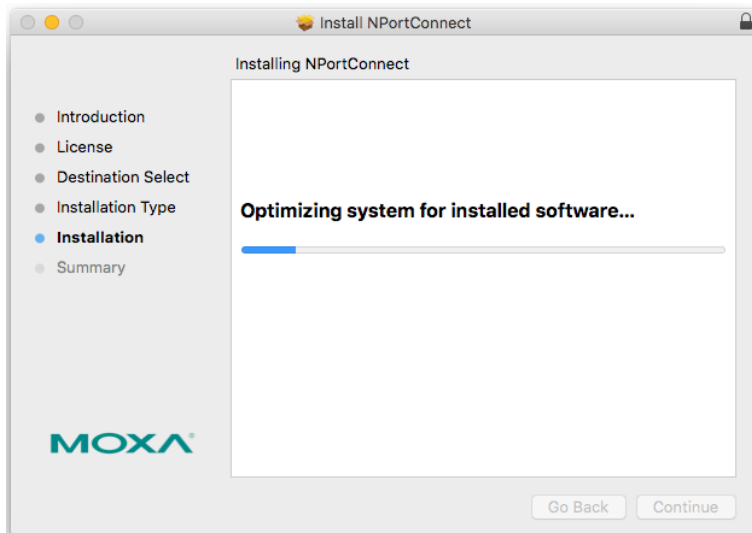 Install NPortConnect
Installing NPortConnect
Introduction
License
Destination Select
Installation Type
Installation
Summary
Optimizing system for installed software...
MOXA®
Go Back
Continue